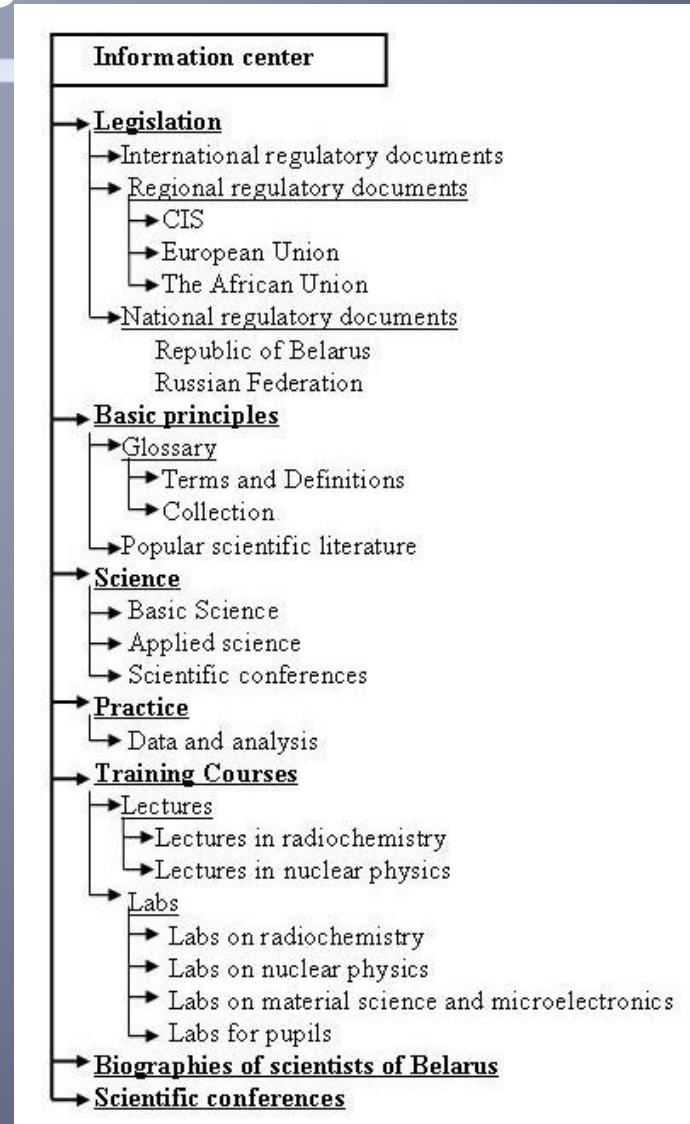 Information center
Legislation
International regulatory documents
Regional regulatory documents
CIS
European Union
The African Union
National regulatory documents
Republic of Belarus
Russian Federation
Basic principles
Glossary
Terms and Definitions
Collection
Popular scientific literature
Science
Basic Science
Applied science
Scientific conferences
Practice
Data and analysis
Training Courses
Lectures
Lectures in radiochemistry
Lectures in nuclear physics
Labs
Labs on radiochemistry
Labs on nuclear physics
Labs on material science and microelectronics
Labs for pupils
Biographies of scientists of Belarus
Scientific conferences